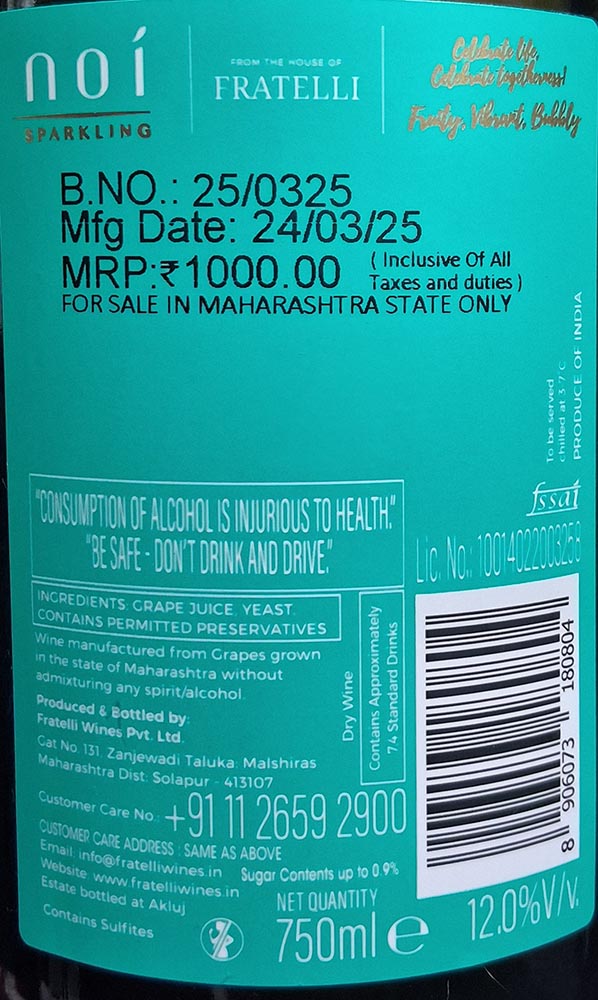 noí
SPARKLING
FROM THE HOUSE OF
FRATELLI
Celebrate life,
Celebrate togetherness!
Fruity, Vibrant, Bubbly
B.NO.: 25/0325
Mfg Date: 24/03/25
MRP:₹1000.00 ( Inclusive Of All
Taxes and duties )
FOR SALE IN MAHARASHTRA STATE ONLY
To be served
chilled at 3-7˚C
PRODUCE OF INDIA
"CONSUMPTION OF ALCOHOL IS INJURIOUS TO HEALTH."
"BE SAFE - DON'T DRINK AND DRIVE."
fssai
Lic. No.: 10014022003258
INGREDIENTS: GRAPE JUICE, YEAST.
CONTAINS PERMITTED PRESERVATIVES
Wine manufactured from Grapes grown
in the state of Maharashtra without
admixturing any spirit/alcohol.
Produced & Bottled by:
Fratelli Wines Pvt. Ltd.
Gat No. 131, Zanjewadi Taluka: Malshiras
Maharashtra Dist: Solapur - 413107
Dry Wine
Contains Approximately
7.4 Standard Drinks
Customer Care No.: +91 11 2659 2900
CUSTOMER CARE ADDRESS : SAME AS ABOVE
Email: info@fratelliwines.in
Website: www.fratelliwines.in
Estate bottled at Akluj
Contains Sulfites
Sugar Contents up to 0.9%
NET QUANTITY
750ml e
8 906073 180804
12.0%V/v.